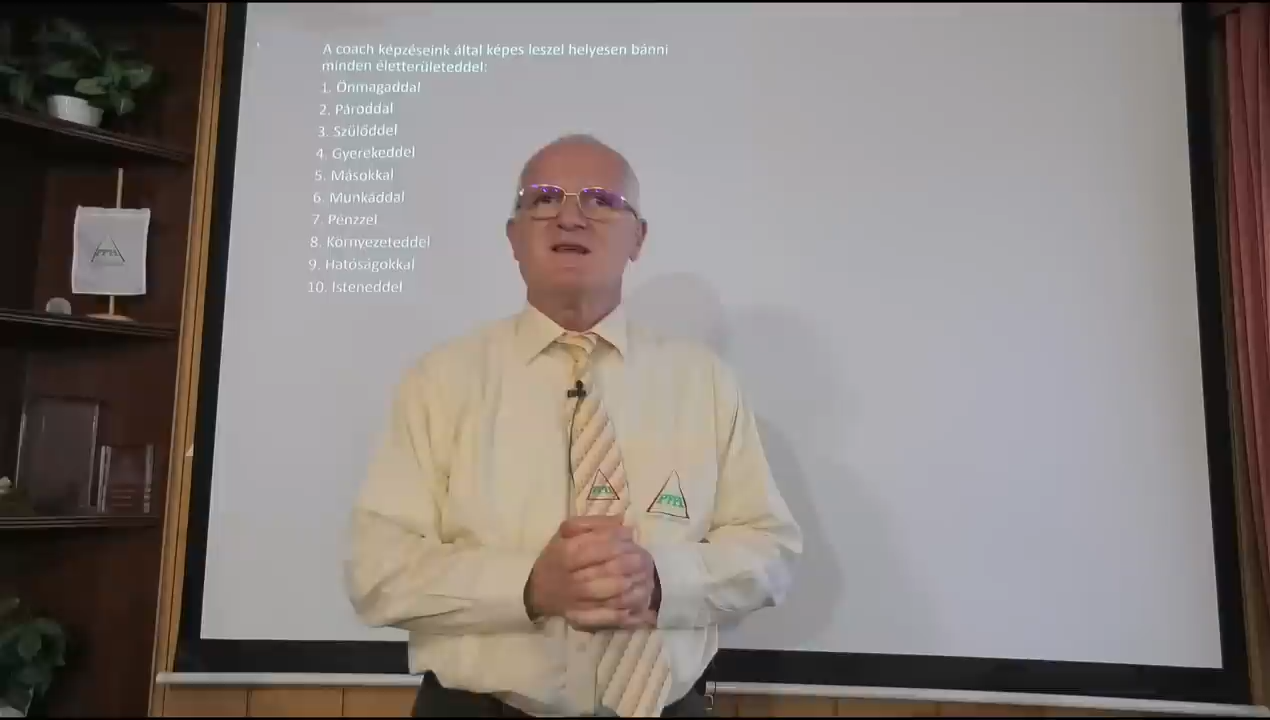 A coach képzéseink által képes leszel helyesen bánni
minden életterületeddel:
1. Önmagaddal
2. Pároddal
3. Szülőddel
4. Gyerekeddel
5. Másokkal
6. Munkáddal
7. Pénzzel
8. Környezeteddel
9. Hatóságokkal
10. Isteneddel